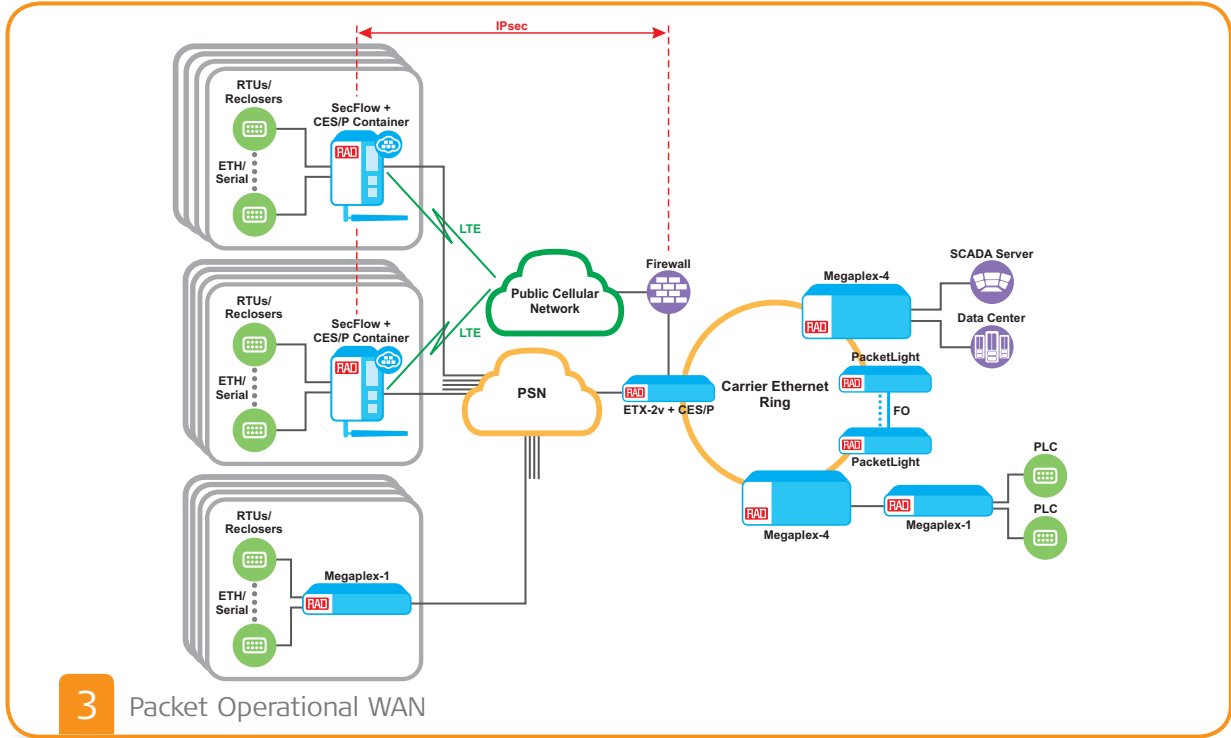 IPsec
RTUs/
Reclosers
ETH/
Serial
SecFlow +
CES/P Container
RAD
LTE
RTUs/
Reclosers
ETH/
Serial
SecFlow +
CES/P Container
RAD
LTE
RTUs/
Reclosers
ETH/
Serial
Megaplex-1
RAD
Public Cellular
Network
PSN
Firewall
RAD
ETX-2v + CES/P
Carrier Ethernet
Ring
Megaplex-4
RAD
SCADA Server
Data Center
PacketLight
RAD
FO
RAD
PacketLight
RAD
Megaplex-4
RAD
Megaplex-1
PLC
PLC
3 Packet Operational WAN